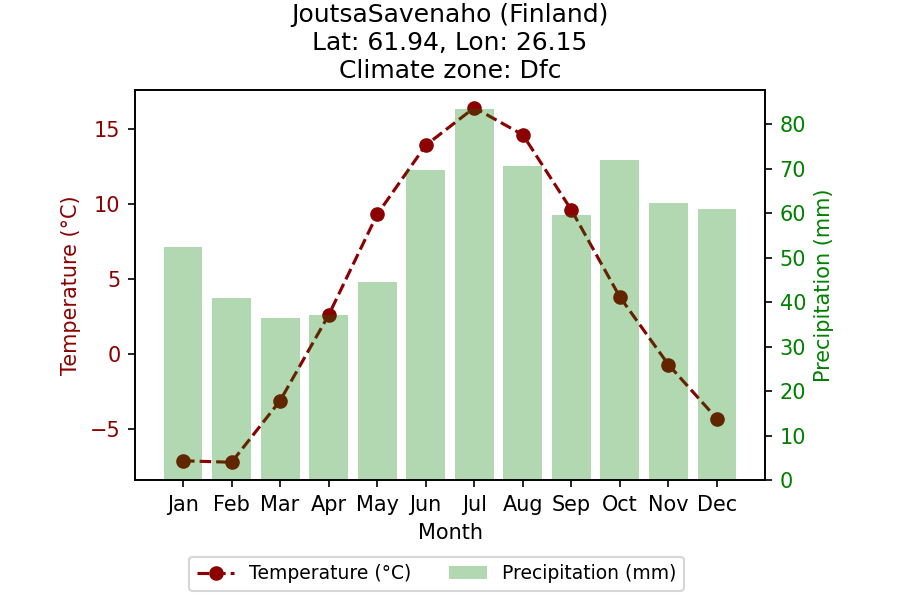 JoutsaSavenaho (Finland)
Lat: 61.94, Lon: 26.15
Climate zone: Dfc
Temperature (°C)
15
10
5
0
−5
80
70
60
50
40
30
20
10
0
Precipitation (mm)
Jan Feb Mar Apr May Jun Jul Aug Sep Oct Nov Dec
Month
Temperature (°C) Precipitation (mm)